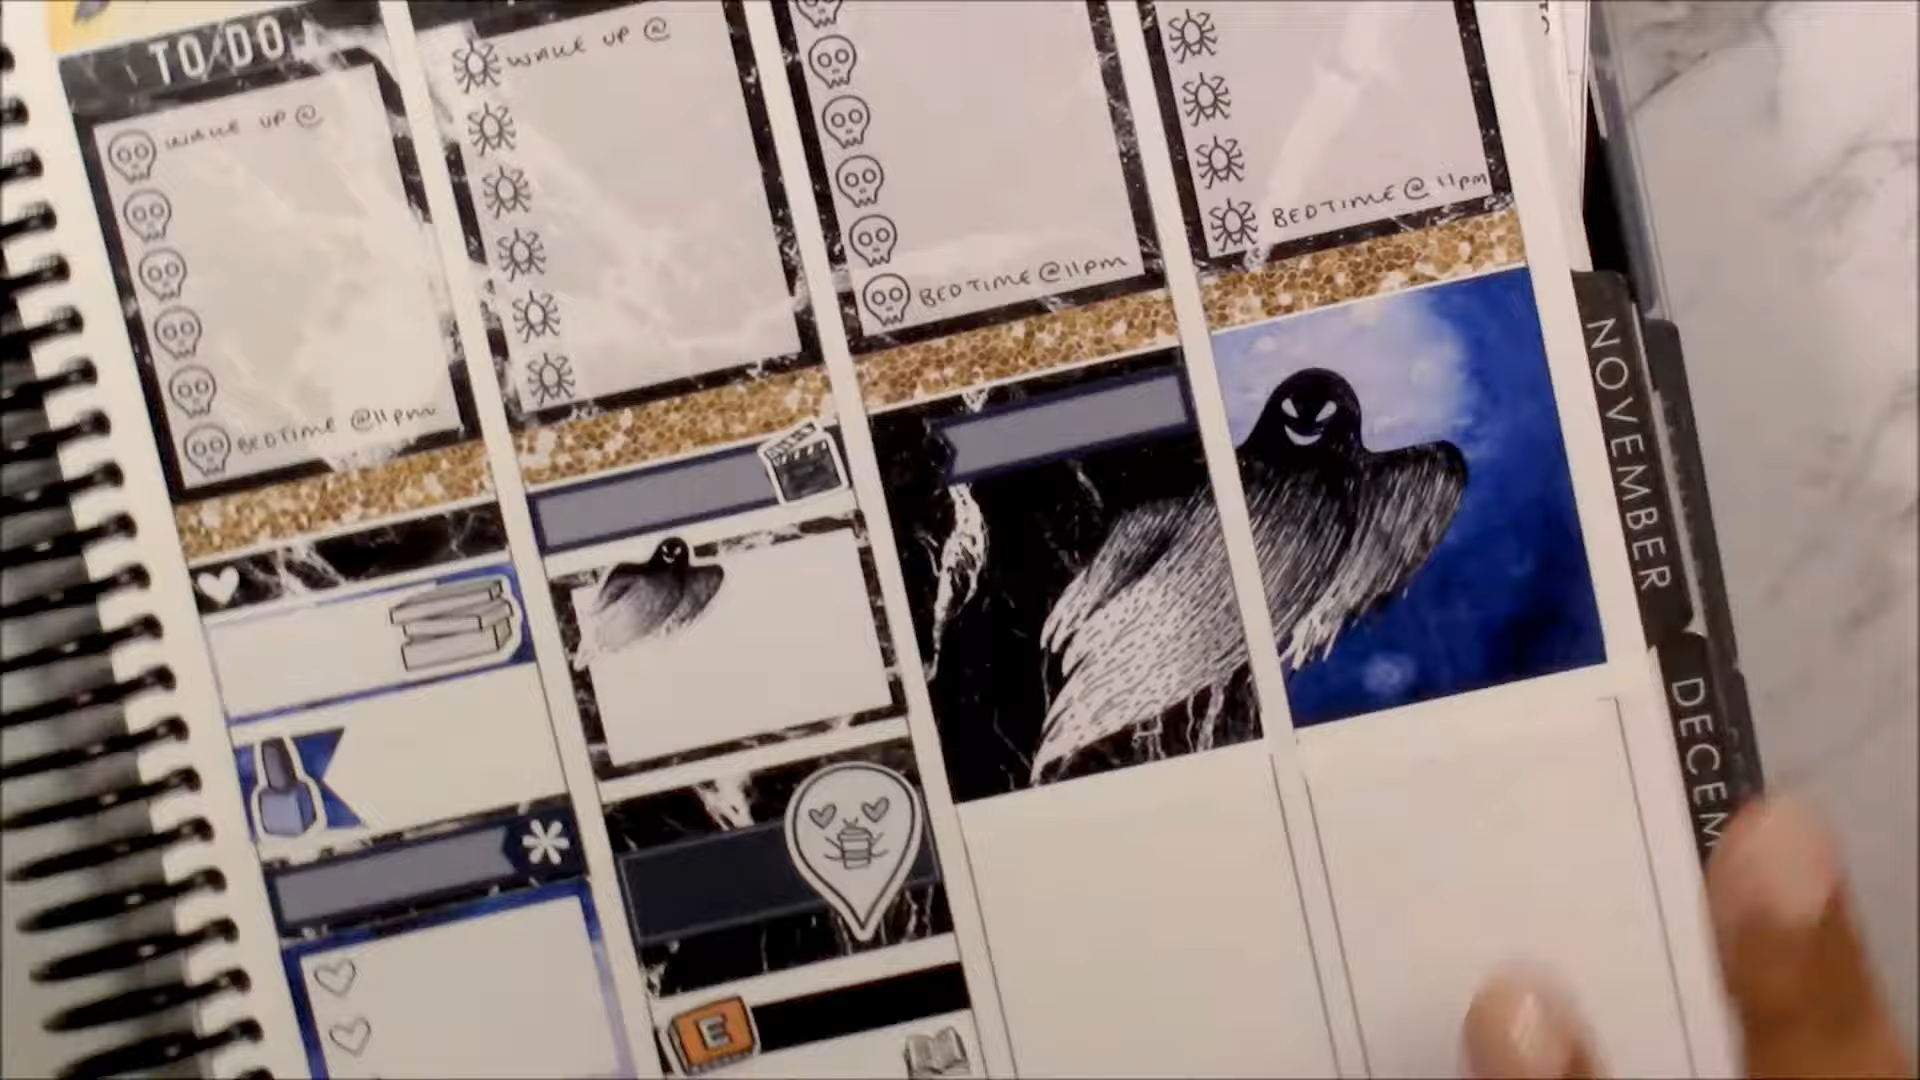 TO DO
WAKE UP @
WAKE UP @
BEDTIME @ 11pm
BEDTIME @11pm
BEDTIME @11pm
NOVEMBER
DECEM
E